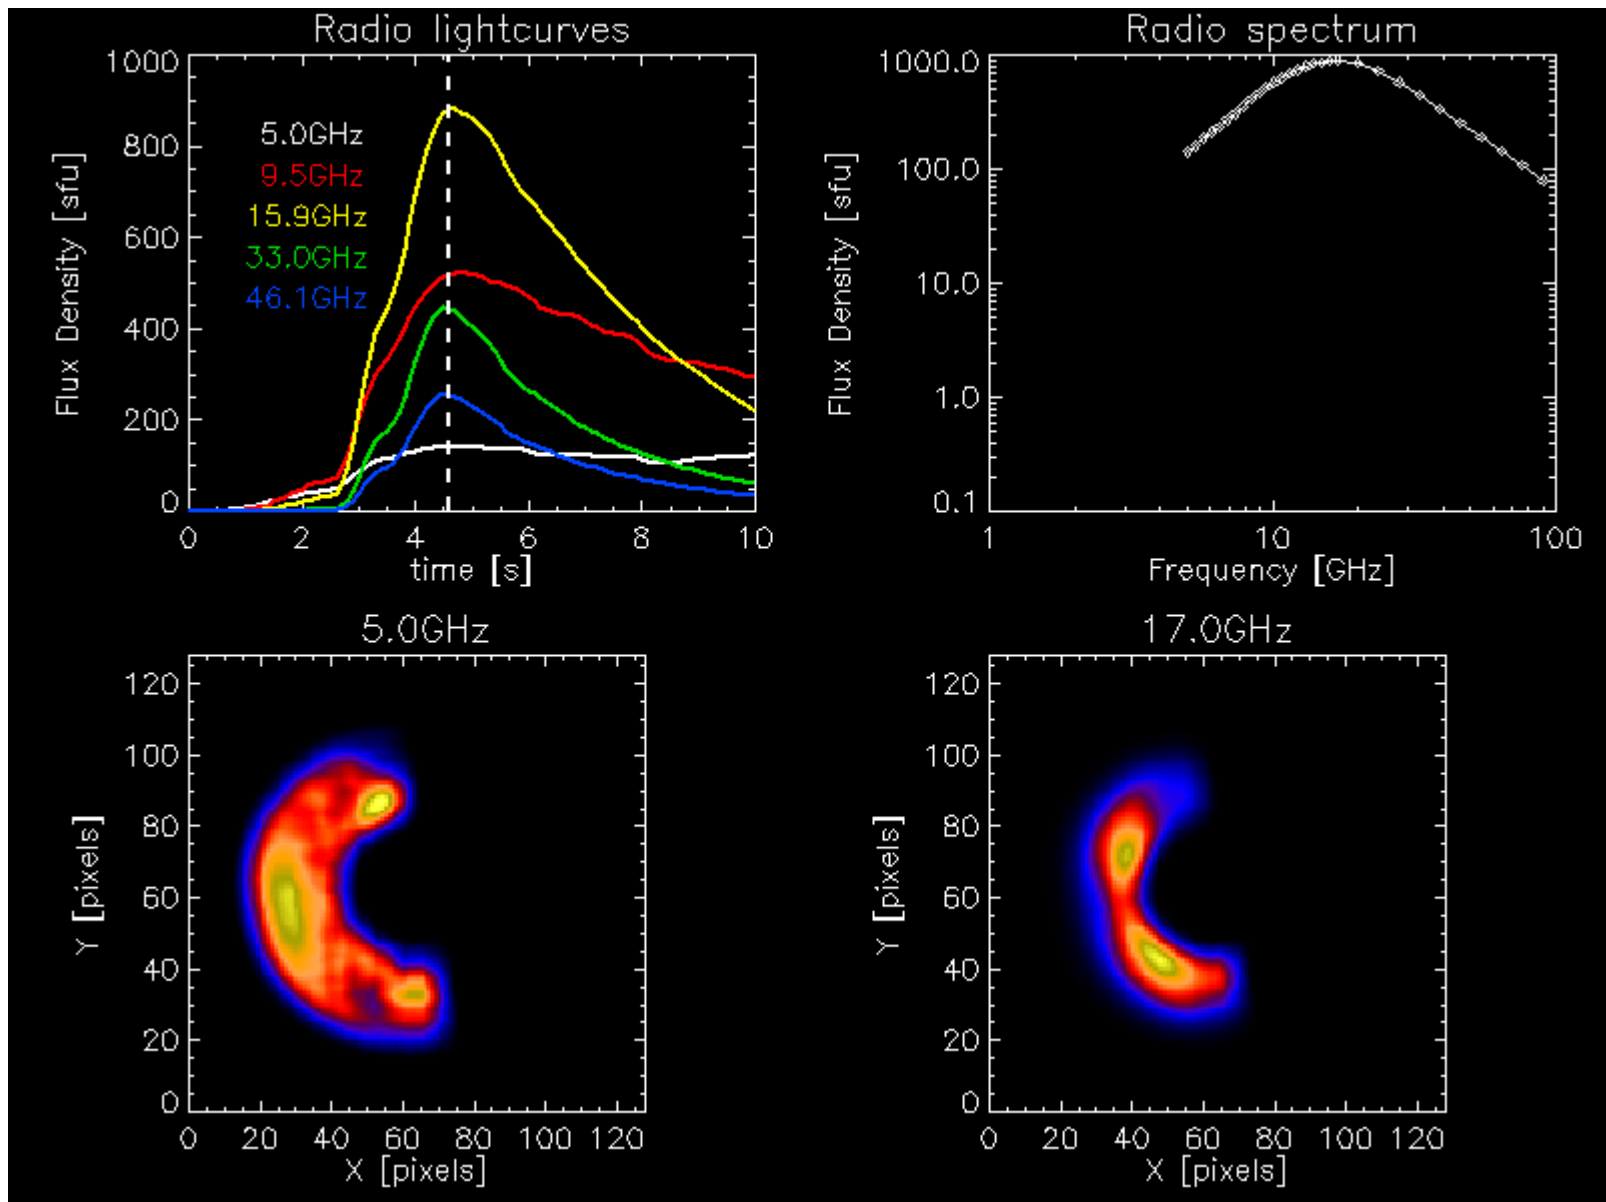 Radio lightcurves
1000
800
600
400
200
0
Flux Density [sfu]
5.0GHz
9.5GHz
15.9GHz
33.0GHz
46.1GHz
0 2 4 6 8 10
time [s]
Radio spectrum
1000.0
100.0
10.0
1.0
0.1
Flux Density [sfu]
1 10 100
Frequency [GHz]
5.0GHz
120
100
80
60
40
20
0
Y [pixels]
0 20 40 60 80 100 120
X [pixels]
17.0GHz
120
100
80
60
40
20
0
Y [pixels]
0 20 40 60 80 100 120
X [pixels]